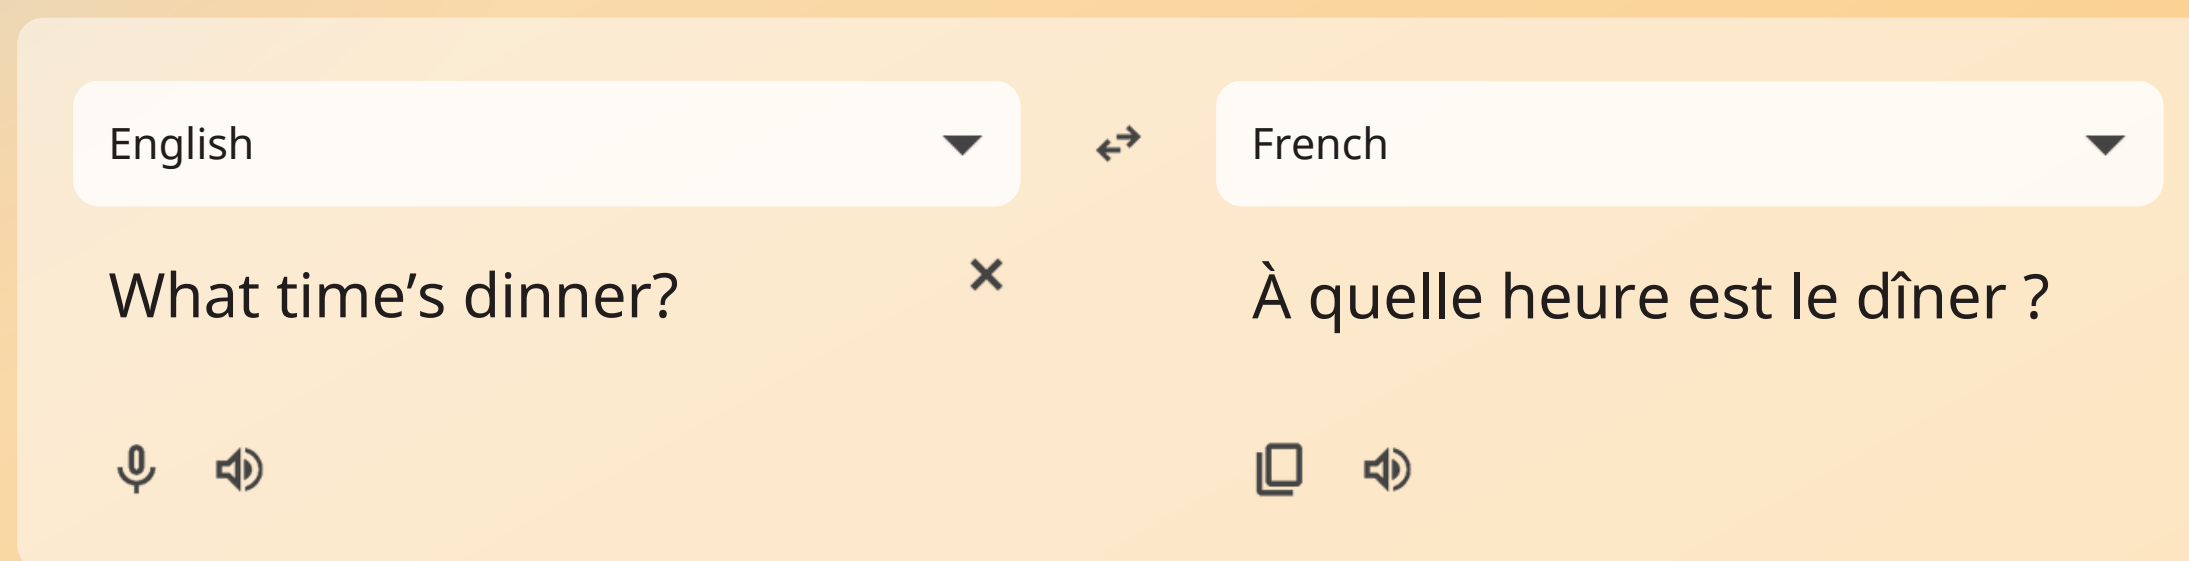 English
French
What time’s dinner?
À quelle heure est le dîner ?